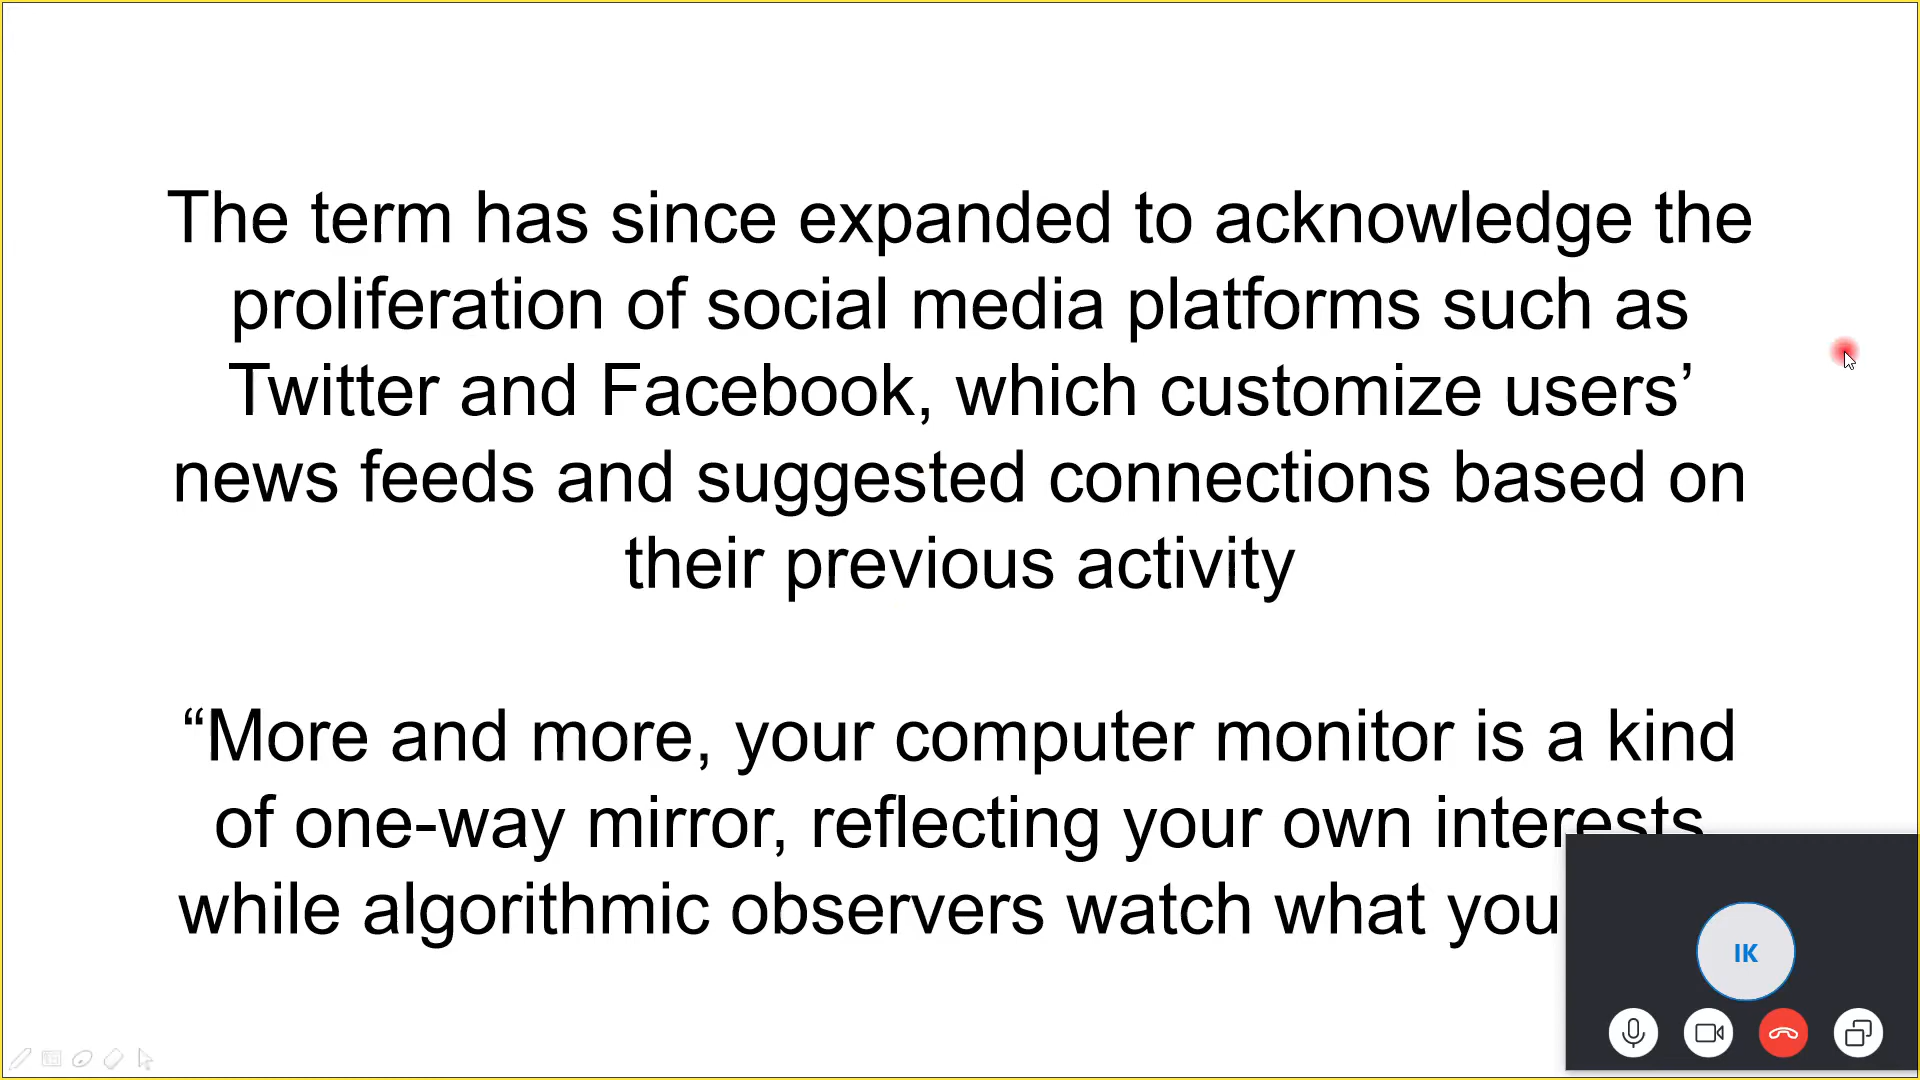 The term has since expanded to acknowledge the
proliferation of social media platforms such as
Twitter and Facebook, which customize users’
news feeds and suggested connections based on
their previous activity
“More and more, your computer monitor is a kind
of one-way mirror, reflecting your own interests
while algorithmic observers watch what you
IK